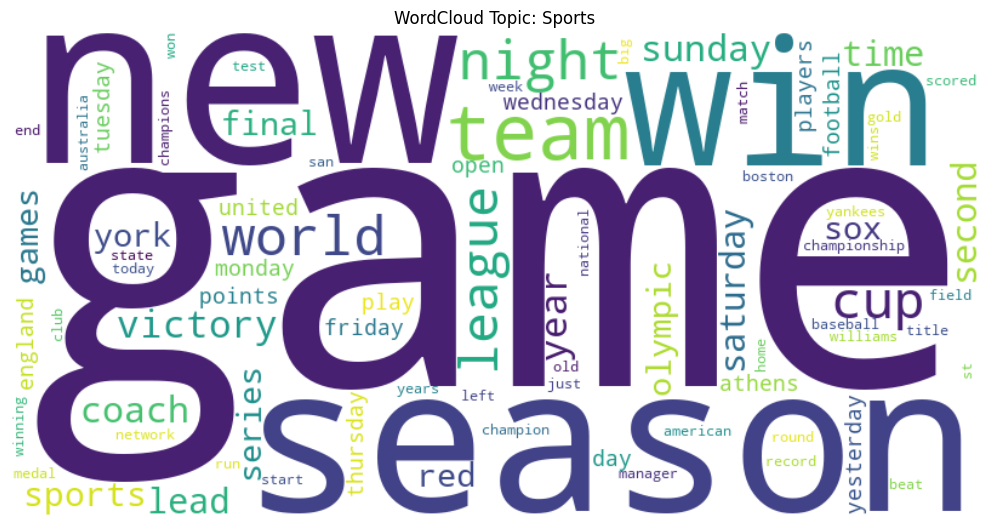 WordCloud Topic: Sports
new
night
big
sunday
win
players
time
won
test
week
wednesday
tuesday
football
scored
end
australia
champions
final
team
match
wins
gold
san
open
boston
game
games
york
state
today
united
world
monday
league
national
year
saturday
yankees
sox
championship
second
points
play
friday
victory
olympic
cup
field
baseball
williams
title
england
club
home
old
just
athens
st
coach
network
series
years
left
winning
medal
run
season
thursday
champion
american
round
record
yesterday
sports
lead
start
red
day
manager
beat